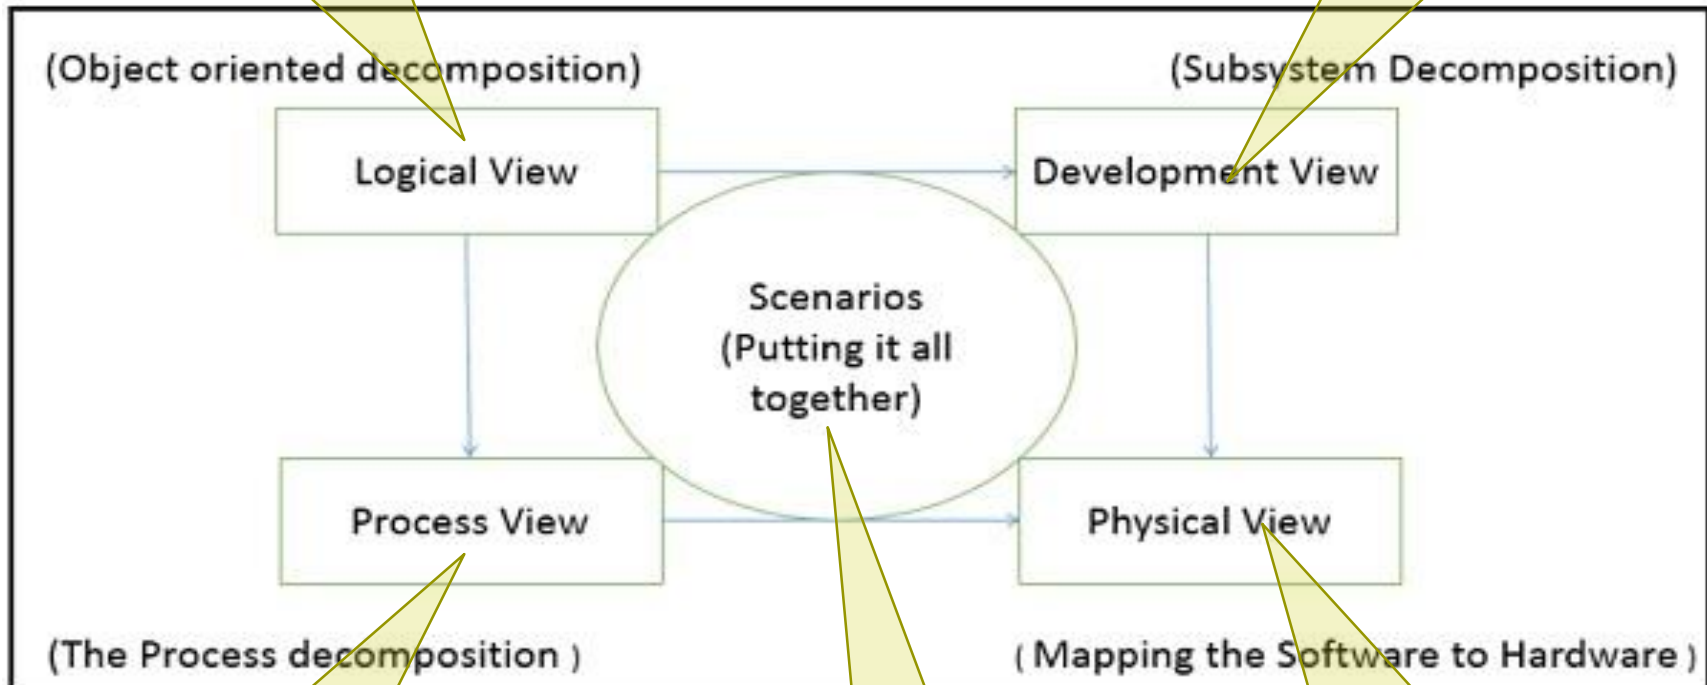 (Object oriented decomposition)
(Subsystem Decomposition)
Logical View
Development View
Scenarios
(Putting it all
together)
Process View
Physical View
(The Process decomposition )
( Mapping the Software to Hardware )